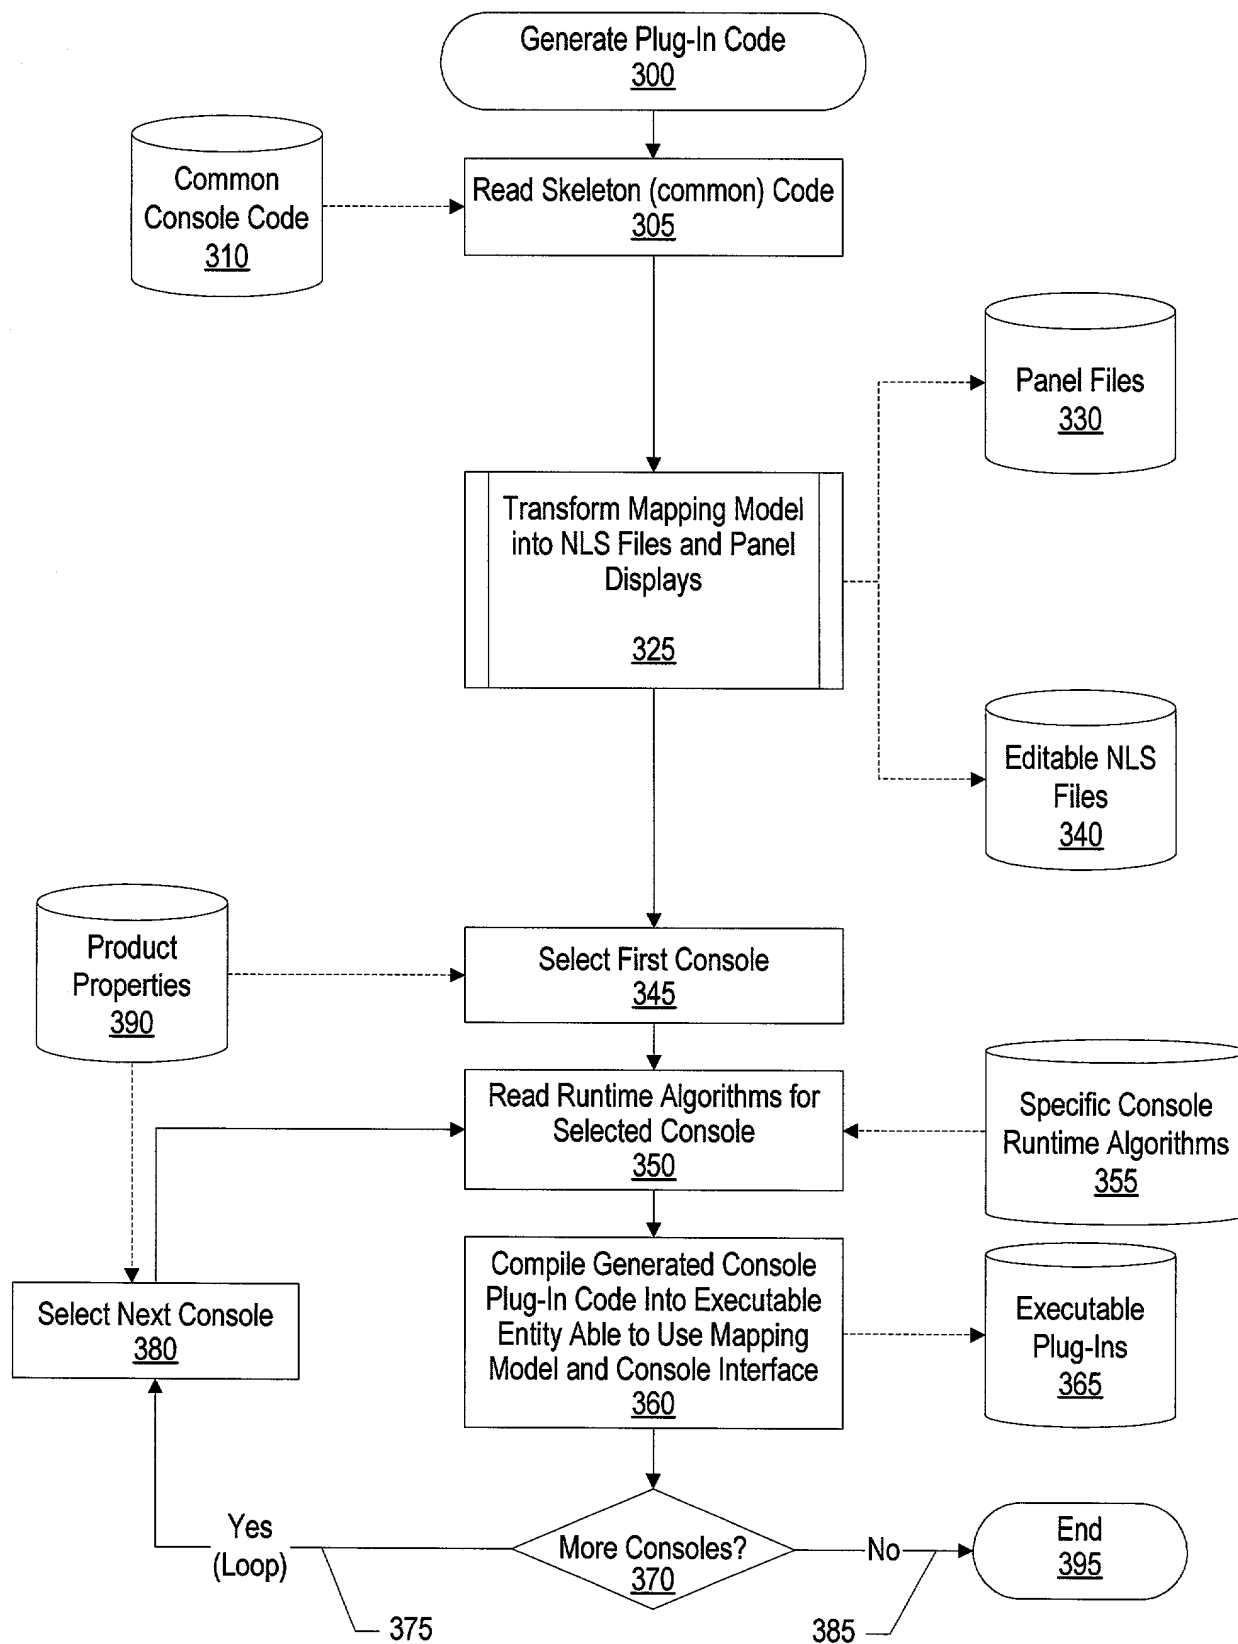 Generate Plug-In Code
300
Common
Console Code
310
Read Skeleton (common) Code
305
Panel Files
330
Transform Mapping Model
into NLS Files and Panel
Displays
325
Editable NLS
Files
340
Product
Properties
390
Select First Console
345
Read Runtime Algorithms for
Selected Console
350
Specific Console
Runtime Algorithms
355
Select Next Console
380
Compile Generated Console
Plug-In Code Into Executable
Entity Able to Use Mapping
Model and Console Interface
360
Executable
Plug-Ins
365
Yes
(Loop)
More Consoles?
370
No
End
395
375
385